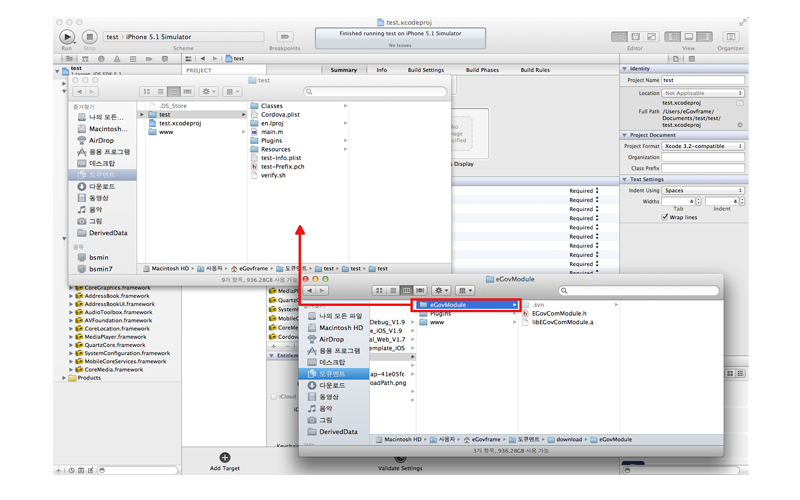 test.xcodeproj
test ⟩ iPhone 5.1 Simulator
Finished running test on iPhone 5.1 Simulator
No Issues
Run
Stop
Scheme
Breakpoints
Editor
View
Organizer
test
test
PROJECT
Summary
Info
Build Settings
Build Phases
Build Rules
Identity
Project Name
test
Location
Not Applicable
test.xcodeproj
Full Path
/Users/eGovframe/
Documents/test/test/
test.xcodeproj
Project Document
Project Format
Xcode 3.2-compatible
Organization
Class Prefix
Text Settings
Indent Using
Spaces
Widths
4
4
Tab
Indent
Wrap lines
test
즐겨찾기
나의 모든...
Macintosh...
AirDrop
응용 프로그램
데스크탑
도큐멘트
다운로드
동영상
음악
그림
DerivedData
공유
bsmin
bsmin7
.DS_Store
test
test.xcodeproj
www
Classes
Cordova.plist
en.lproj
main.m
Plugins
Resources
test-Info.plist
test-Prefix.pch
verify.sh
Macintosh HD
사용자
eGovframe
도큐멘트
test
test
test
9개 항목, 936.28GB 사용 가능
Display
Required
Required
Required
Required
Required
Required
Required
Required
CoreGraphics.framework
AddressBook.framework
AddressBookUI.framework
AVFoundation.framework
CoreLocation.framework
MediaPlayer.framework
QuartzCore.framework
SystemConfiguration.framework
MobileCoreServices.framework
CoreMedia.framework
Products
MediaPl
QuartzC
System
MobileC
CoreMe
Cordov
Entitlem
iCloud
eGovModule
나의 모든 파일
Macintosh HD
AirDrop
응용 프로그램
데스크탑
도큐멘트
다운로드
동영상
음악
그림
DerivedData
Debug_V1.9
e_iOS_V1.9
al_Web_V1.7
emplate_iOS
ap-41e05fc
oadPath.png
eGovModule
Plugins
www
.svn
EGovComModule.h
libEGovComModule.a
Macintosh HD
사용자
eGovframe
도큐멘트
download
eGovModule
3개 항목, 936.28GB 사용 가능
Add Target
Validate Settings